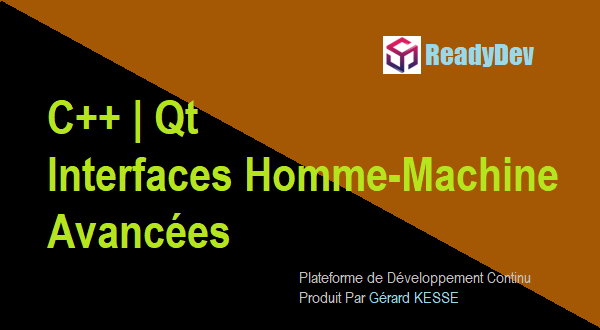 ReadyDev
C++ | Qt
Interfaces Homme-Machine
Avancées
Plateforme de Développement Continu
Produit Par Gérard KESSE